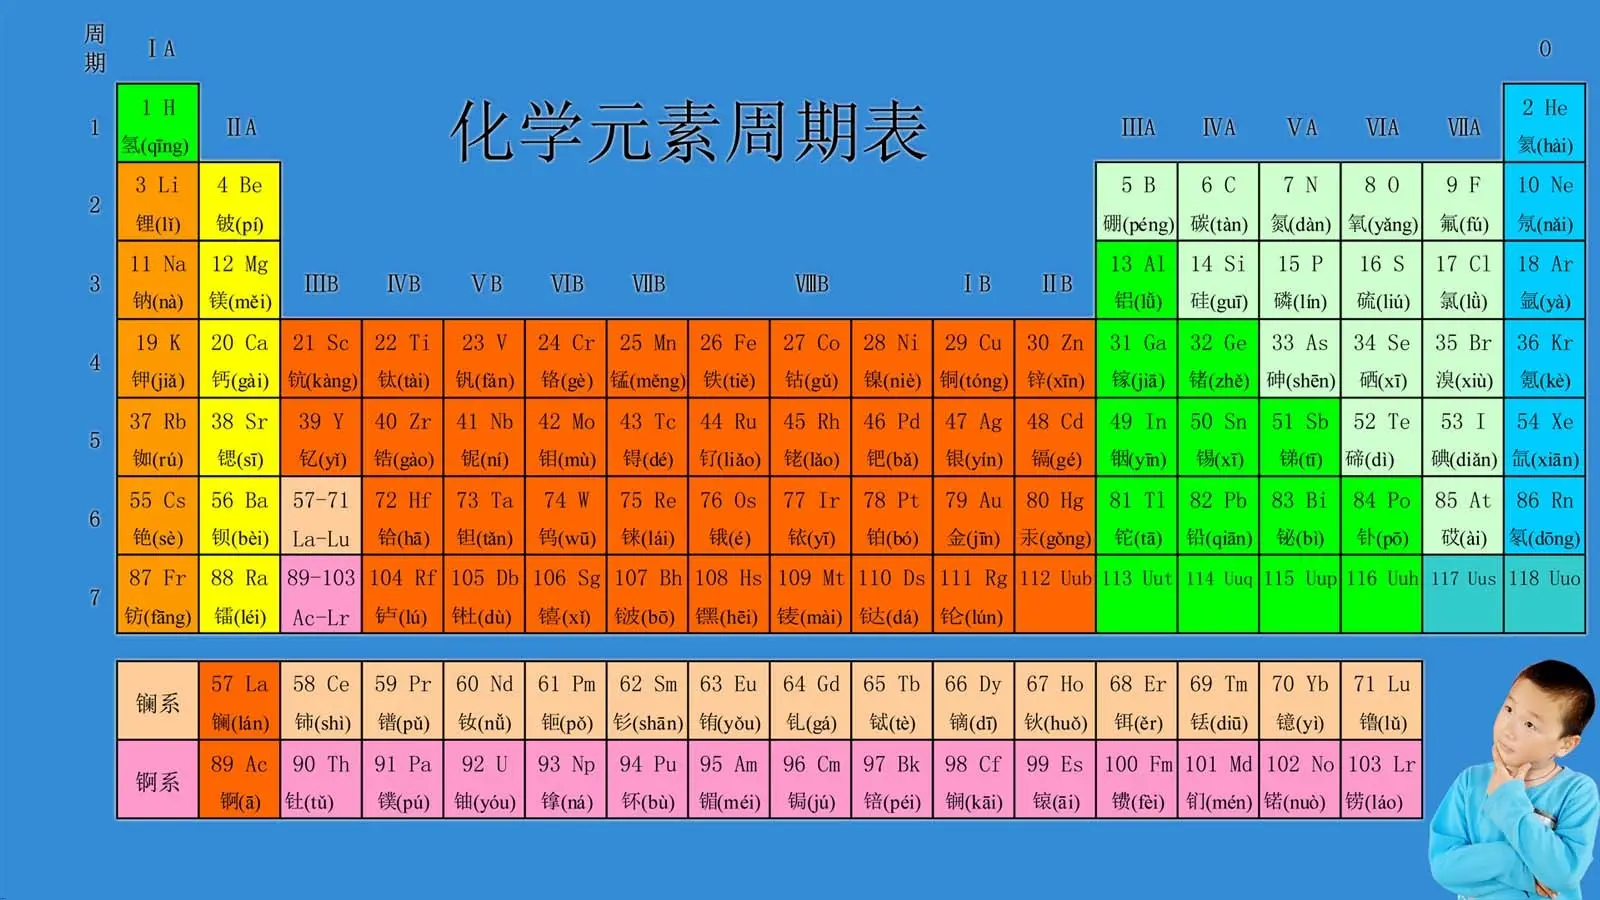 周
期
ⅠA
0
化学元素周期表
1
1 H
氢(qīng)
ⅡA
ⅢA
ⅣA
ⅤA
ⅥA
ⅦA
2 He
氦(hài)
2
3 Li 4 Be 5 B 6 C 7 N 8 O 9 F 10 Ne
锂(lǐ) 铍(pí) 硼(péng) 碳(tàn) 氮(dàn) 氧(yǎng) 氟(fú) 氖(nǎi)
3
11 Na 12 Mg ⅢB ⅣB ⅤB ⅥB ⅦB ⅧB ⅠB ⅡB 13 Al 14 Si 15 P 16 S 17 Cl 18 Ar
钠(nà) 镁(měi) 铝(lǚ) 硅(guī) 磷(lín) 硫(liú) 氯(lǜ) 氩(yà)
4
19 K 20 Ca 21 Sc 22 Ti 23 V 24 Cr 25 Mn 26 Fe 27 Co 28 Ni 29 Cu 30 Zn 31 Ga 32 Ge 33 As 34 Se 35 Br 36 Kr
钾(jiǎ) 钙(gài) 钪(kàng) 钛(tài) 钒(fán) 铬(gè) 锰(měng) 铁(tiě) 钴(gǔ) 镍(niè) 铜(tóng) 锌(xīn) 镓(jiā) 锗(zhě) 砷(shēn) 硒(xī) 溴(xiù) 氪(kè)
5
37 Rb 38 Sr 39 Y 40 Zr 41 Nb 42 Mo 43 Tc 44 Ru 45 Rh 46 Pd 47 Ag 48 Cd 49 In 50 Sn 51 Sb 52 Te 53 I 54 Xe
铷(rú) 锶(sī) 钇(yǐ) 锆(gào) 铌(ní) 钼(mù) 锝(dé) 钌(liǎo) 铑(lǎo) 钯(bǎ) 银(yín) 镉(gé) 铟(yīn) 锡(xī) 锑(tī) 碲(dì) 碘(diǎn) 氙(xiān)
6
55 Cs 56 Ba 57-71 72 Hf 73 Ta 74 W 75 Re 76 Os 77 Ir 78 Pt 79 Au 80 Hg 81 Tl 82 Pb 83 Bi 84 Po 85 At 86 Rn
铯(sè) 钡(bèi) La-Lu 铪(hā) 钽(tǎn) 钨(wū) 铼(lái) 锇(é) 铱(yī) 铂(bó) 金(jīn) 汞(gǒng) 铊(tā) 铅(qiān) 铋(bì) 钋(pō) 砹(ài) 氡(dōng)
7
87 Fr 88 Ra 89-103 104 Rf 105 Db 106 Sg 107 Bh 108 Hs 109 Mt 110 Ds 111 Rg 112 Uub 113 Uut 114 Uuq 115 Uup 116 Uuh 117 Uus 118 Uuo
钫(fāng) 镭(léi) Ac-Lr 𬬻(lú) 𬭊(dù) 𬭳(xǐ) 𬭛(bō) 𬭶(hēi) 鿏(mài) 𫟼(dá) 𬬭(lún)
镧系
57 La 58 Ce 59 Pr 60 Nd 61 Pm 62 Sm 63 Eu 64 Gd 65 Tb 66 Dy 67 Ho 68 Er 69 Tm 70 Yb 71 Lu
镧(lán) 铈(shì) 镨(pǔ) 钕(nǚ) 钷(pǒ) 钐(shān) 铕(yǒu) 钆(gá) 铽(tè) 镝(dī) 钬(huǒ) 铒(ěr) 铥(diū) 镱(yì) 镥(lǔ)
锕系
89 Ac 90 Th 91 Pa 92 U 93 Np 94 Pu 95 Am 96 Cm 97 Bk 98 Cf 99 Es 100 Fm 101 Md 102 No 103 Lr
锕(ā) 钍(tǔ) 镤(pú) 铀(yóu) 镎(ná) 钚(bù) 镅(méi) 锔(jú) 锫(péi) 锎(kāi) 锿(āi) 镄(fèi) 钔(mén) 锘(nuò) 铹(láo)